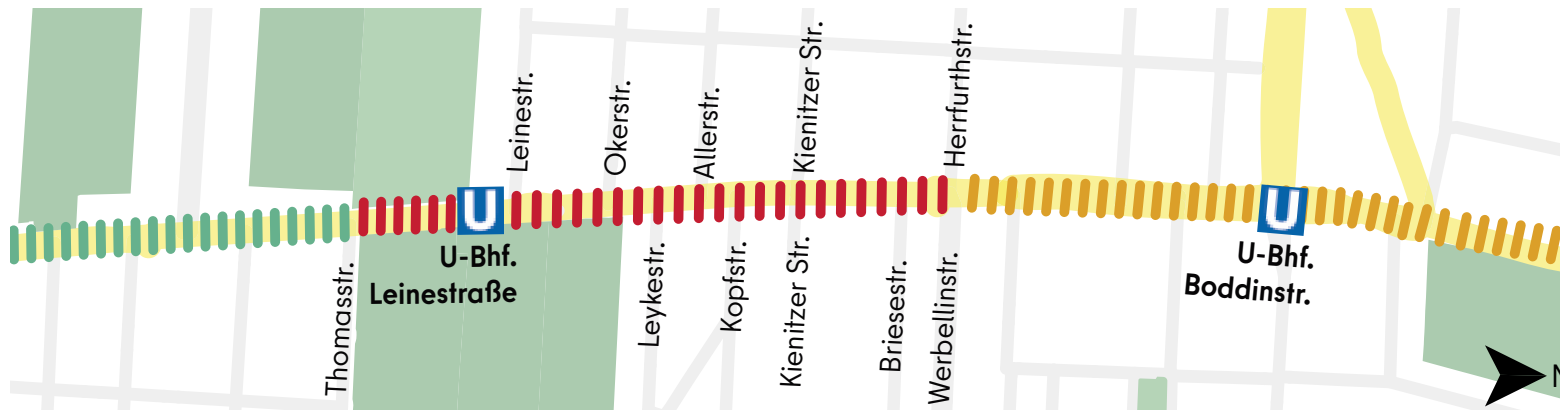 Leinestr.
Okerstr.
Allerstr.
Kienitzer Str.
Herrfurthstr.
U
U-Bhf.
Leinestraße
U
U-Bhf.
Boddinstr.
Thomasstr.
Leykestr.
Kopfstr.
Kienitzer Str.
Briesestr.
Werbellinstr.
N